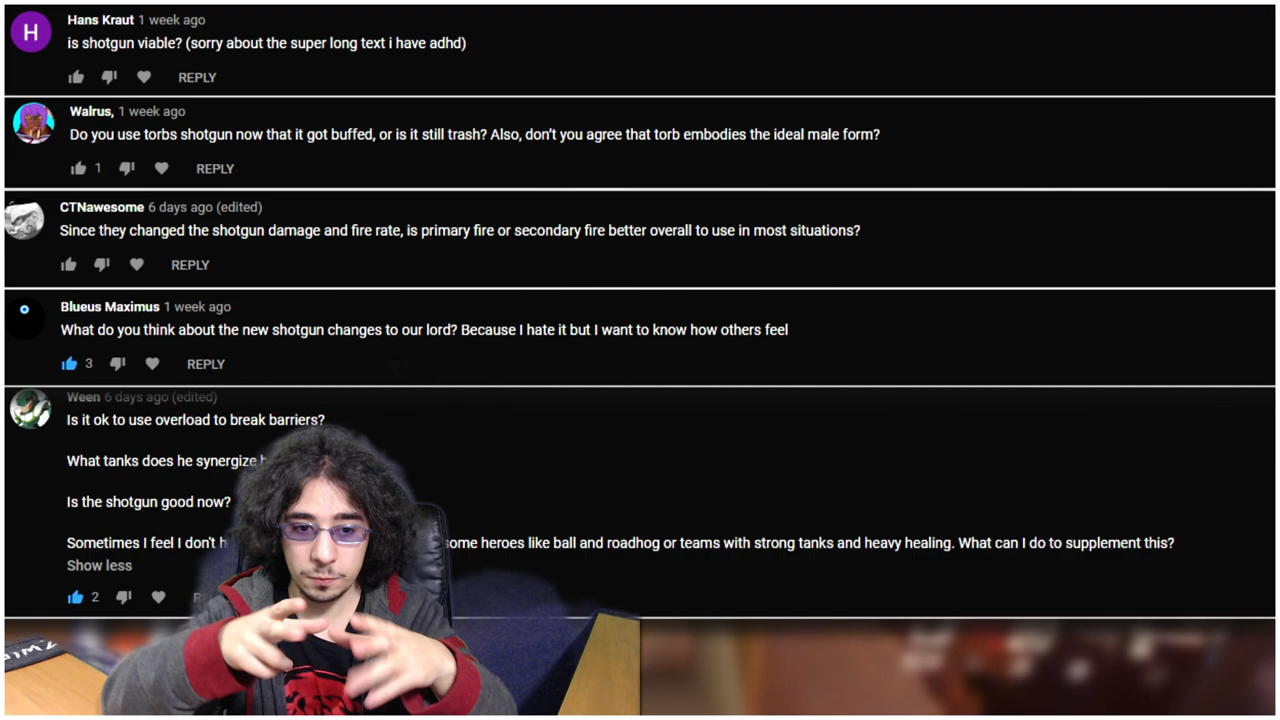 H
Hans Kraut 1 week ago
is shotgun viable? (sorry about the super long text i have adhd)
REPLY
Walrus, 1 week ago
Do you use torbs shotgun now that it got buffed, or is it still trash? Also, don't you agree that torb embodies the ideal male form?
1 REPLY
CTNawesome 6 days ago (edited)
Since they changed the shotgun damage and fire rate, is primary fire or secondary fire better overall to use in most situations?
REPLY
Blueus Maximus 1 week ago
What do you think about the new shotgun changes to our lord? Because I hate it but I want to know how others feel
3 REPLY
Ween 6 days ago (edited)
Is it ok to use overload to break barriers?
What tanks does he synergize
Is the shotgun good now?
Sometimes I feel I don't some heroes like ball and roadhog or teams with strong tanks and heavy healing. What can I do to supplement this?
Show less
2